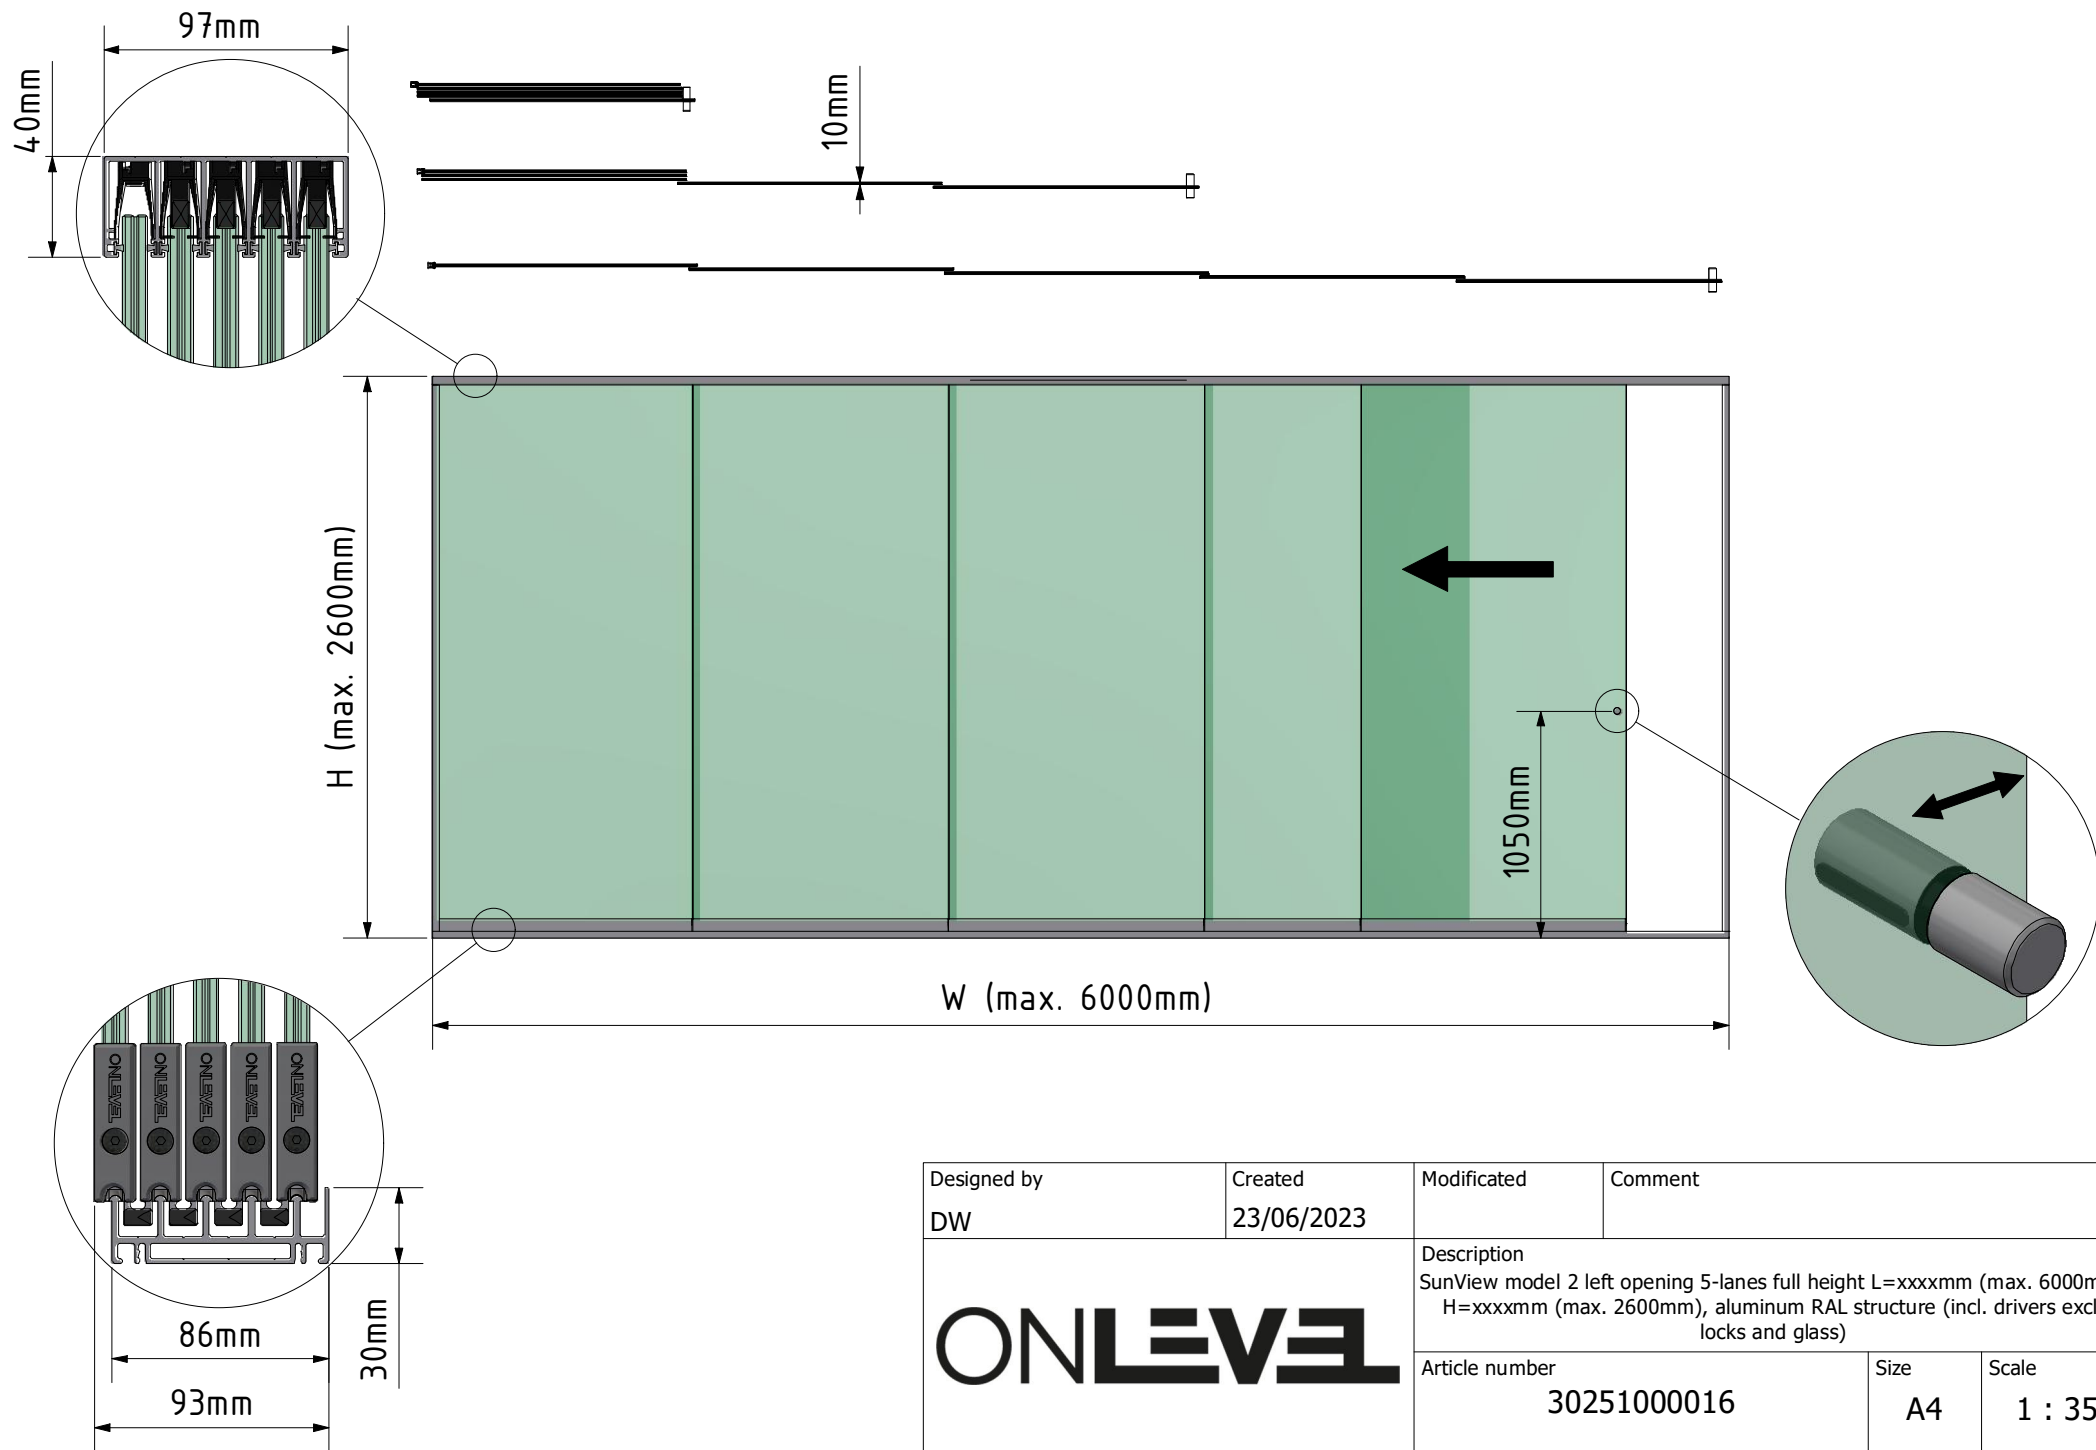 97mm
40mm
10mm
H (max. 2600mm)
1050mm
W (max. 6000mm)
ONLEVEL
ONLEVEL
ONLEVEL
ONLEVEL
ONLEVEL
86mm
93mm
30mm
Designed by
DW
Created
23/06/2023
Modificated
Comment
ONLEVEL
Description
SunView model 2 left opening 5-lanes full height L=xxxxmm (max. 6000m
H=xxxxmm (max. 2600mm), aluminum RAL structure (incl. drivers excl
locks and glass)
Article number
30251000016
Size
A4
Scale
1 : 35